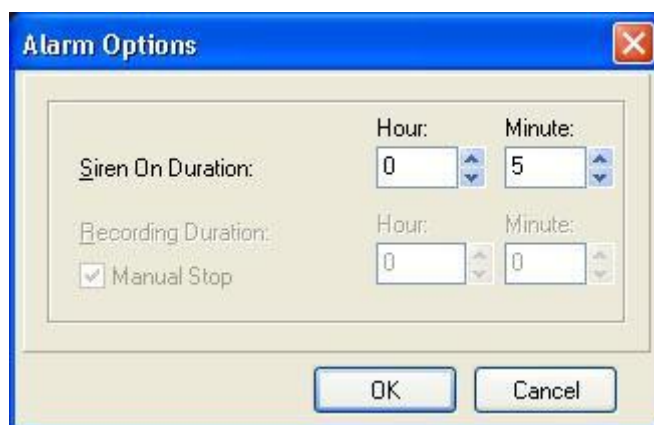 Alarm Options
Hour: Minute:
Siren On Duration: 0 5
Recording Duration: Hour: Minute:
Manual Stop 0 0
OK Cancel